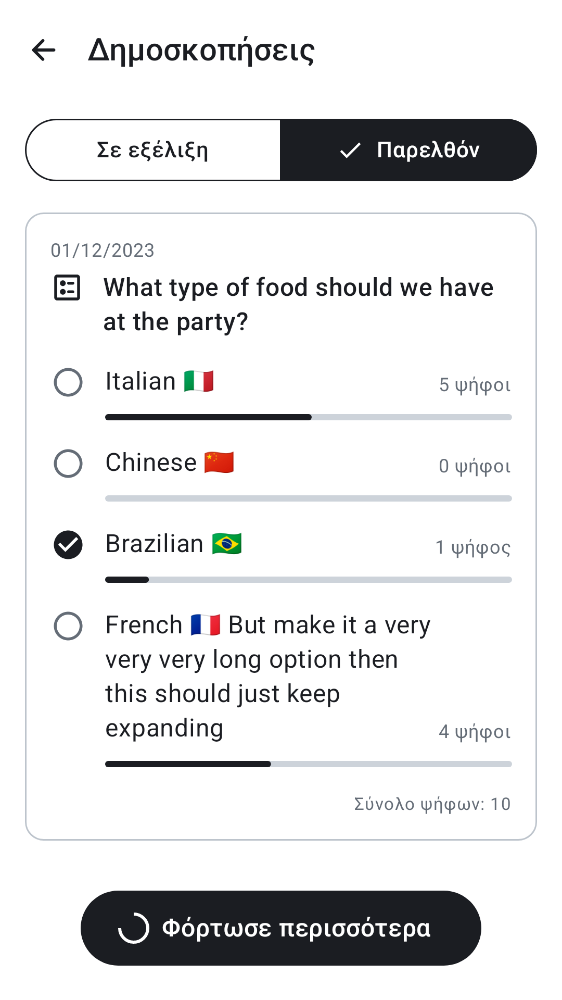 Δημοσκοπήσεις
Σε εξέλιξη
Παρελθόν
01/12/2023
What type of food should we have
at the party?
Italian 🇮🇹
5 ψήφοι
Chinese 🇨🇳
0 ψήφοι
Brazilian 🇧🇷
1 ψήφος
French 🇫🇷 But make it a very
very very long option then
this should just keep
expanding
4 ψήφοι
Σύνολο ψήφων: 10
Φόρτωσε περισσότερα